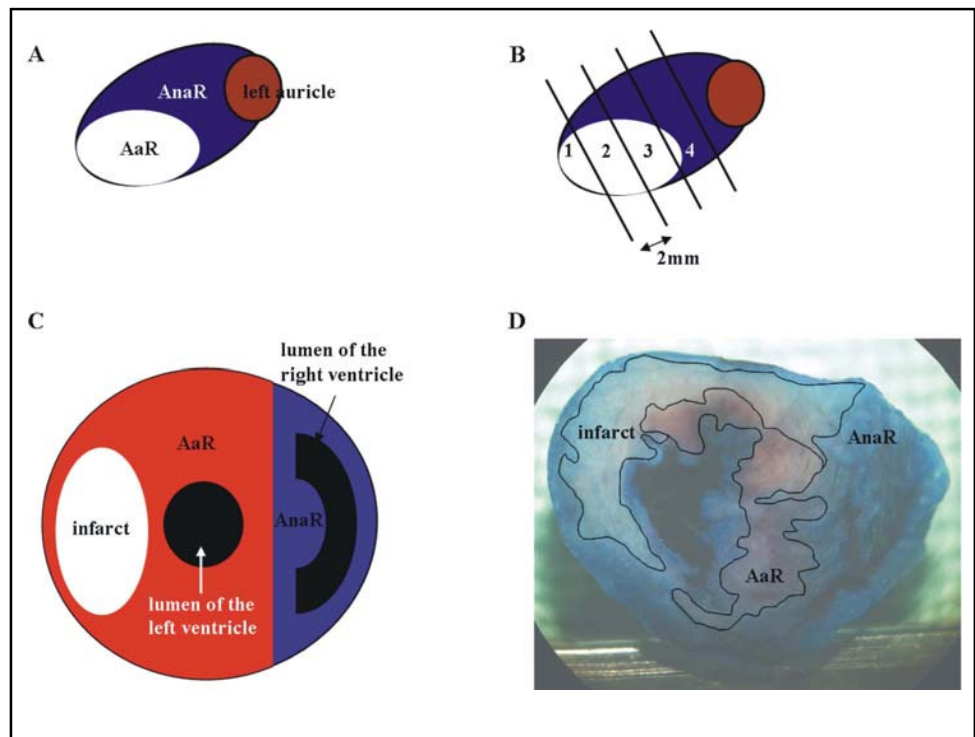 A
AnaR
left auricle
AaR
B
1
2
3
4
2mm
C
lumen of the
right ventricle
AaR
infarct
AnaR
lumen of the
left ventricle
D
infarct
AnaR
AaR